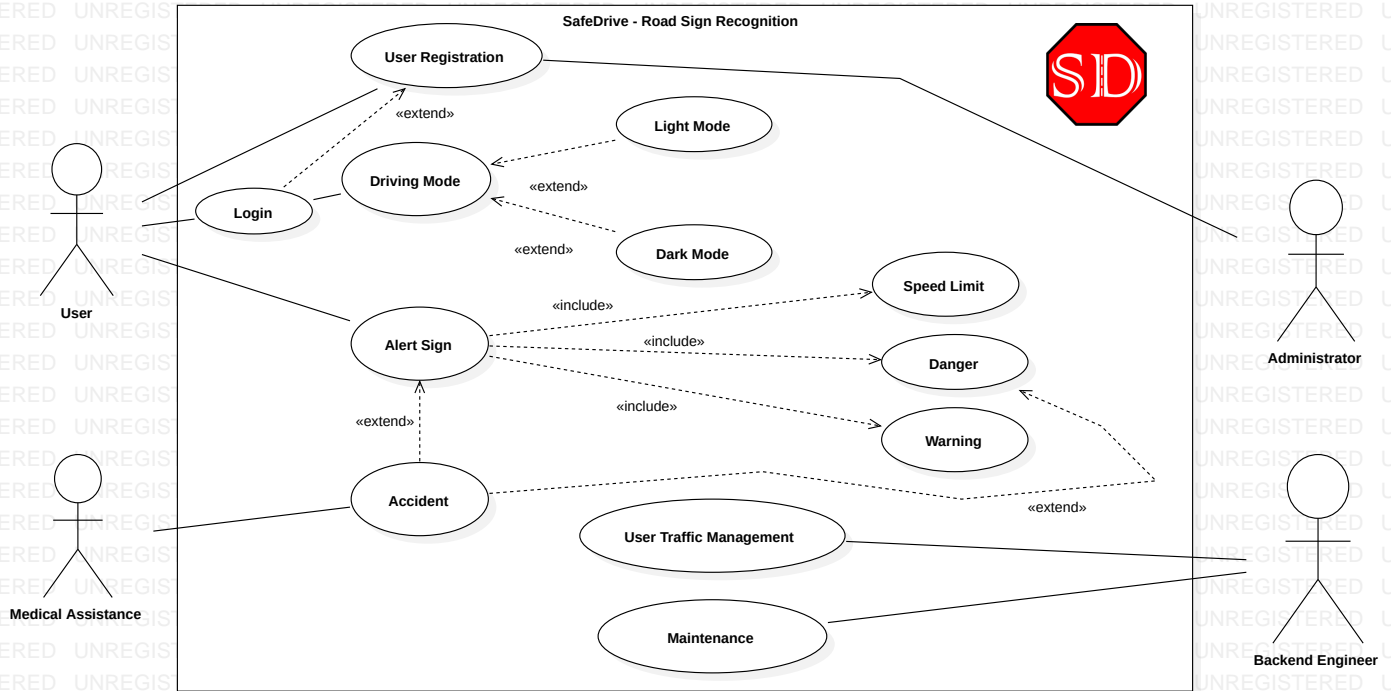 SafeDrive - Road Sign Recognition
SD
User Registration
«extend»
Light Mode
Driving Mode
«extend»
Login
«extend»
Dark Mode
User
Speed Limit
«include»
Alert Sign
«include»
Danger
Administrator
«include»
«extend»
Warning
Accident
«extend»
User Traffic Management
Medical Assistance
Maintenance
Backend Engineer
UNREGISTERED